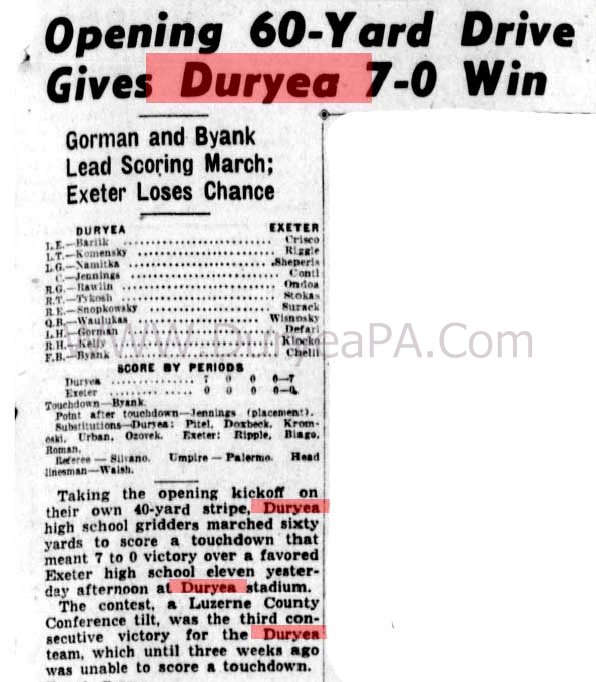 Opening 60-Yard Drive
Gives Duryea 7-0 Win
Gorman and Byank
Lead Scoring March;
Exeter Loses Chance
DURYEA EXETER
L.E.—Barlik ........ Crisco
L.T.—Komensky ........ Riggle
L.G.—Namitka ........ Sheperis
C.—Jennings ........ Conti
R.G.—Rawlin ........ Ondoa
R.T.—Tykosh ........ Stokas
R.E.—Snopkowsky ........ Surack
Q.B.—Waulukas ........ Wisnosky
L.H.—Gorman ........ Defari
R.H.—Kelly ........ Klocko
F.B.—Byank ........ Chelli
WWW.DuryeaPA.Com
SCORE BY PERIODS
Duryea ........ 7 0 0 0—7
Exeter ........ 0 0 0 0—0
Touchdown—Byank.
Point after touchdown—Jennings (placement).
Substitutions—Duryea: Pitel, Doxbeck, Krom-
oski, Urban, Ozovek. Exeter: Ripple, Biago,
Roman.
Referee — Silvano. Umpire — Palermo. Head
linesman—Walsh.
Taking the opening kickoff on
their own 40-yard stripe, Duryea
high school gridders marched sixty
yards to score a touchdown that
meant 7 to 0 victory over a favored
Exeter high school eleven yester-
day afternoon at Duryea stadium.
The contest, a Luzerne County
Conference tilt, was the third con-
secutive victory for the Duryea
team, which until three weeks ago
was unable to score a touchdown.